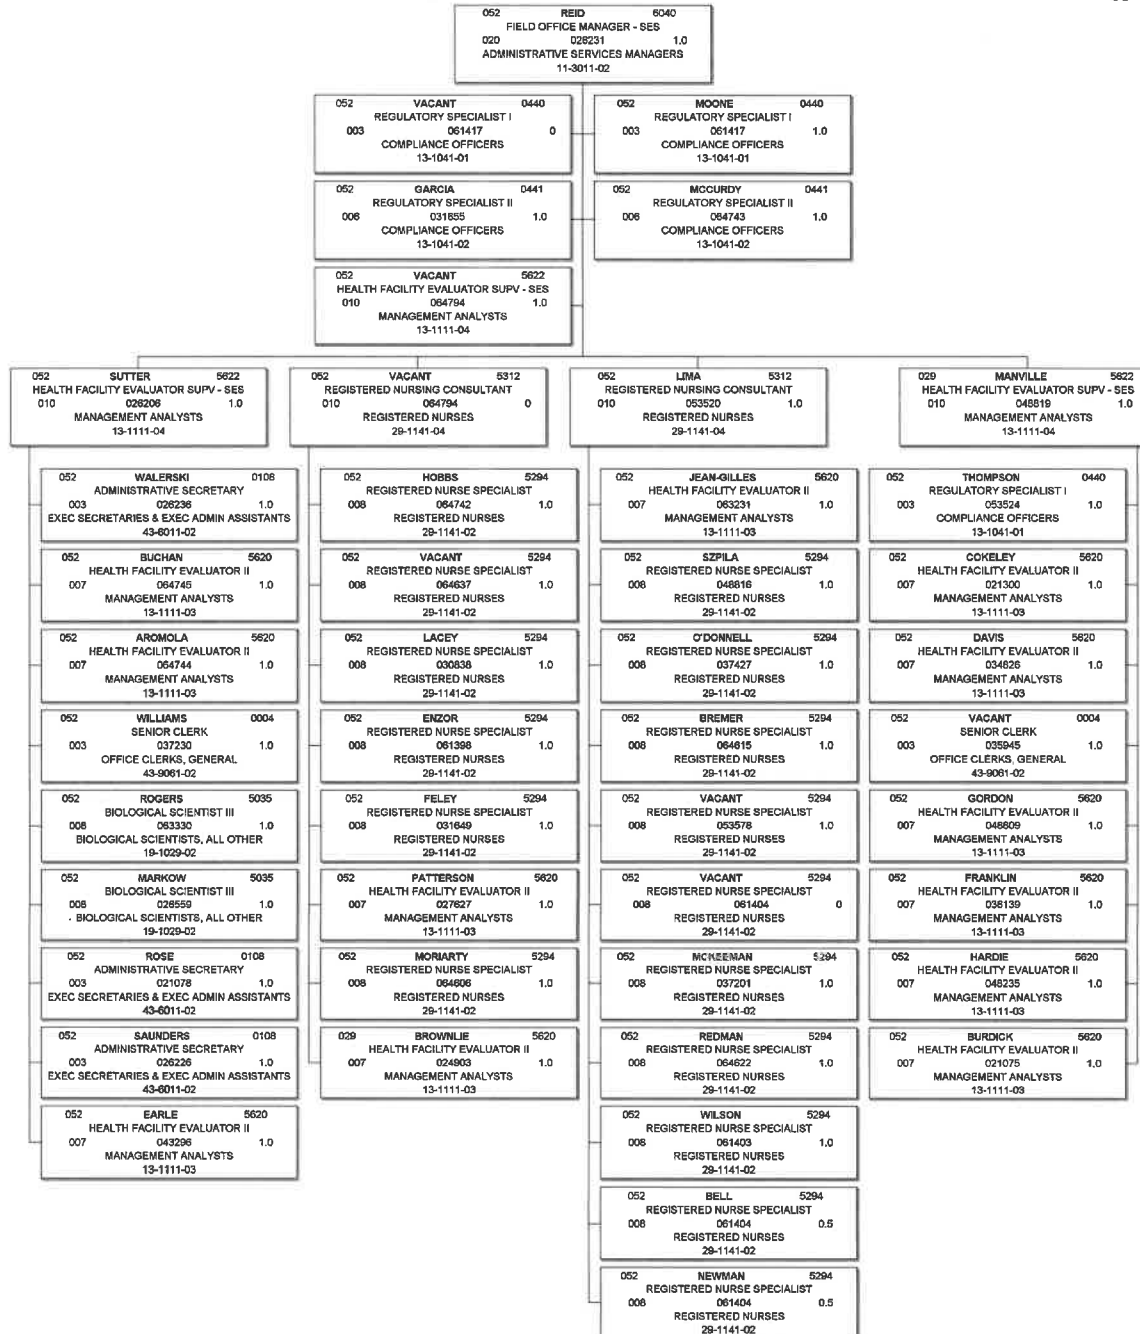 052 REID 6040
FIELD OFFICE MANAGER - SES
020 026231 1.0
ADMINISTRATIVE SERVICES MANAGERS
11-3011-02
052 VACANT 0440
REGULATORY SPECIALIST I
003 061417 0
COMPLIANCE OFFICERS
13-1041-01
052 MOONE 0440
REGULATORY SPECIALIST I
003 061417 1.0
COMPLIANCE OFFICERS
13-1041-01
052 GARCIA 0441
REGULATORY SPECIALIST II
006 031655 1.0
COMPLIANCE OFFICERS
13-1041-02
052 MCCURDY 0441
REGULATORY SPECIALIST II
006 064743 1.0
COMPLIANCE OFFICERS
13-1041-02
052 VACANT 5622
HEALTH FACILITY EVALUATOR SUPV - SES
010 064794 1.0
MANAGEMENT ANALYSTS
13-1111-04
052 SUTTER 5622
HEALTH FACILITY EVALUATOR SUPV - SES
010 026206 1.0
MANAGEMENT ANALYSTS
13-1111-04
052 VACANT 5312
REGISTERED NURSING CONSULTANT
010 064794 0
REGISTERED NURSES
29-1141-04
052 LIMA 5312
REGISTERED NURSING CONSULTANT
010 053520 1.0
REGISTERED NURSES
29-1141-04
029 MANVILLE 5622
HEALTH FACILITY EVALUATOR SUPV - SES
010 048819 1.0
MANAGEMENT ANALYSTS
13-1111-04
052 WALERSKI 0108
ADMINISTRATIVE SECRETARY
003 026236 1.0
EXEC SECRETARIES & EXEC ADMIN ASSISTANTS
43-6011-02
052 BUCHAN 5620
HEALTH FACILITY EVALUATOR II
007 064745 1.0
MANAGEMENT ANALYSTS
13-1111-03
052 AROMOLA 5620
HEALTH FACILITY EVALUATOR II
007 064744 1.0
MANAGEMENT ANALYSTS
13-1111-03
052 WILLIAMS 0004
SENIOR CLERK
003 037230 1.0
OFFICE CLERKS, GENERAL
43-9061-02
052 ROGERS 5035
BIOLOGICAL SCIENTIST III
008 063330 1.0
BIOLOGICAL SCIENTISTS, ALL OTHER
19-1029-02
052 MARKOW 5035
BIOLOGICAL SCIENTIST III
008 026559 1.0
BIOLOGICAL SCIENTISTS, ALL OTHER
19-1029-02
052 ROSE 0108
ADMINISTRATIVE SECRETARY
003 021078 1.0
EXEC SECRETARIES & EXEC ADMIN ASSISTANTS
43-6011-02
052 SAUNDERS 0108
ADMINISTRATIVE SECRETARY
003 026226 1.0
EXEC SECRETARIES & EXEC ADMIN ASSISTANTS
43-6011-02
052 EARLE 5620
HEALTH FACILITY EVALUATOR II
007 043296 1.0
MANAGEMENT ANALYSTS
13-1111-03
052 HOBBS 5294
REGISTERED NURSE SPECIALIST
008 064742 1.0
REGISTERED NURSES
29-1141-02
052 VACANT 5294
REGISTERED NURSE SPECIALIST
008 064637 1.0
REGISTERED NURSES
29-1141-02
052 LACEY 5294
REGISTERED NURSE SPECIALIST
008 030838 1.0
REGISTERED NURSES
29-1141-02
052 ENZOR 5294
REGISTERED NURSE SPECIALIST
008 061398 1.0
REGISTERED NURSES
29-1141-02
052 FELEY 5294
REGISTERED NURSE SPECIALIST
008 031649 1.0
REGISTERED NURSES
29-1141-02
052 PATTERSON 5620
HEALTH FACILITY EVALUATOR II
007 027627 1.0
MANAGEMENT ANALYSTS
13-1111-03
052 MORIARTY 5294
REGISTERED NURSE SPECIALIST
008 064606 1.0
REGISTERED NURSES
29-1141-02
029 BROWNLIE 5620
HEALTH FACILITY EVALUATOR II
007 024903 1.0
MANAGEMENT ANALYSTS
13-1111-03
052 JEAN-GILLES 5620
HEALTH FACILITY EVALUATOR II
007 063231 1.0
MANAGEMENT ANALYSTS
13-1111-03
052 SZPILA 5294
REGISTERED NURSE SPECIALIST
008 048816 1.0
REGISTERED NURSES
29-1141-02
052 O'DONNELL 5294
REGISTERED NURSE SPECIALIST
008 037427 1.0
REGISTERED NURSES
29-1141-02
052 BREMER 5294
REGISTERED NURSE SPECIALIST
008 064615 1.0
REGISTERED NURSES
29-1141-02
052 VACANT 5294
REGISTERED NURSE SPECIALIST
008 053578 1.0
REGISTERED NURSES
29-1141-02
052 VACANT 5294
REGISTERED NURSE SPECIALIST
008 061404 0
REGISTERED NURSES
29-1141-02
052 MCKEEMAN 5294
REGISTERED NURSE SPECIALIST
008 037201 1.0
REGISTERED NURSES
29-1141-02
052 REDMAN 5294
REGISTERED NURSE SPECIALIST
008 064622 1.0
REGISTERED NURSES
29-1141-02
052 WILSON 5294
REGISTERED NURSE SPECIALIST
008 061403 1.0
REGISTERED NURSES
29-1141-02
052 BELL 5294
REGISTERED NURSE SPECIALIST
008 061404 0.5
REGISTERED NURSES
29-1141-02
052 NEWMAN 5294
REGISTERED NURSE SPECIALIST
008 061404 0.5
REGISTERED NURSES
29-1141-02
052 THOMPSON 0440
REGULATORY SPECIALIST I
003 053524 1.0
COMPLIANCE OFFICERS
13-1041-01
052 COKELEY 5620
HEALTH FACILITY EVALUATOR II
007 021300 1.0
MANAGEMENT ANALYSTS
13-1111-03
052 DAVIS 5620
HEALTH FACILITY EVALUATOR II
007 034826 1.0
MANAGEMENT ANALYSTS
13-1111-03
052 VACANT 0004
SENIOR CLERK
003 035945 1.0
OFFICE CLERKS, GENERAL
43-9061-02
052 GORDON 5620
HEALTH FACILITY EVALUATOR II
007 048809 1.0
MANAGEMENT ANALYSTS
13-1111-03
052 FRANKLIN 5620
HEALTH FACILITY EVALUATOR II
007 038139 1.0
MANAGEMENT ANALYSTS
13-1111-03
052 HARDIE 5620
HEALTH FACILITY EVALUATOR II
007 048235 1.0
MANAGEMENT ANALYSTS
13-1111-03
052 BURDICK 5620
HEALTH FACILITY EVALUATOR II
007 021075 1.0
MANAGEMENT ANALYSTS
13-1111-03